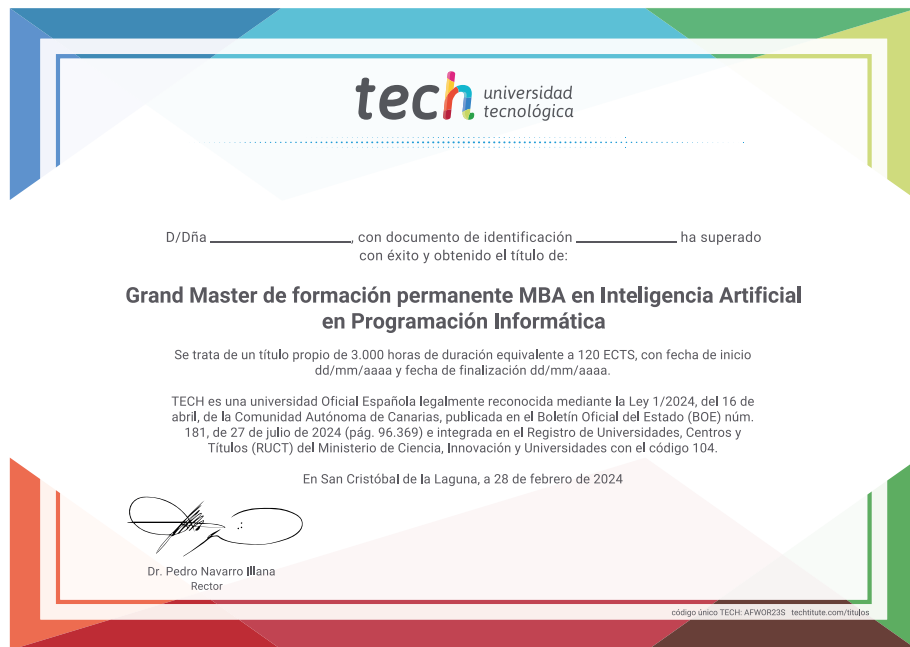 tech universidad
tecnológica
D/Dña ____________________, con documento de identificación ______________ ha superado
con éxito y obtenido el título de:
Grand Master de formación permanente MBA en Inteligencia Artificial
en Programación Informática
Se trata de un título propio de 3.000 horas de duración equivalente a 120 ECTS, con fecha de inicio
dd/mm/aaaa y fecha de finalización dd/mm/aaaa.
TECH es una universidad Oficial Española legalmente reconocida mediante la Ley 1/2024, del 16 de
abril, de la Comunidad Autónoma de Canarias, publicada en el Boletín Oficial del Estado (BOE) núm.
181, de 27 de julio de 2024 (pág. 96.369) e integrada en el Registro de Universidades, Centros y
Títulos (RUCT) del Ministerio de Ciencia, Innovación y Universidades con el código 104.
En San Cristóbal de la Laguna, a 28 de febrero de 2024
Dr. Pedro Navarro Illana
Rector
código único TECH: AFWOR23S techtitute.com/titulos